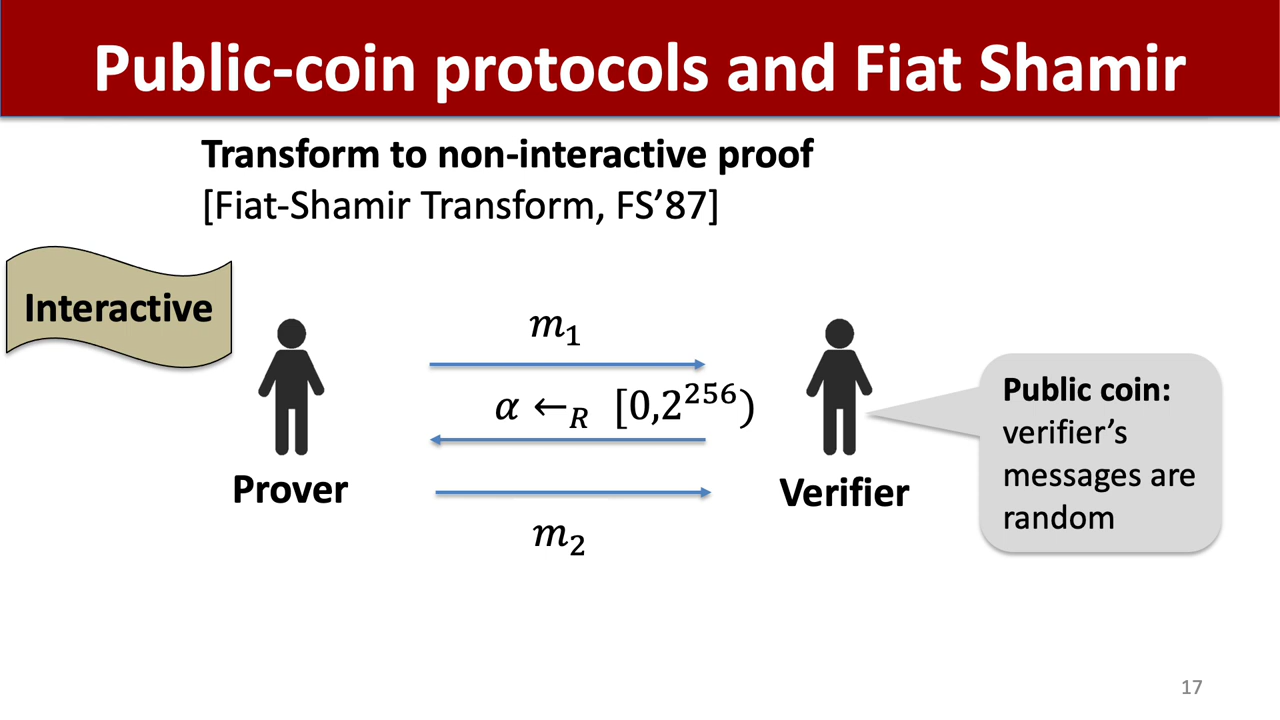 Public-coin protocols and Fiat Shamir
Transform to non-interactive proof
[Fiat-Shamir Transform, FS’87]
Interactive
m₁
α ←_R [0,2²⁵⁶)
Prover
Verifier
m₂
Public coin:
verifier’s
messages are
random
17